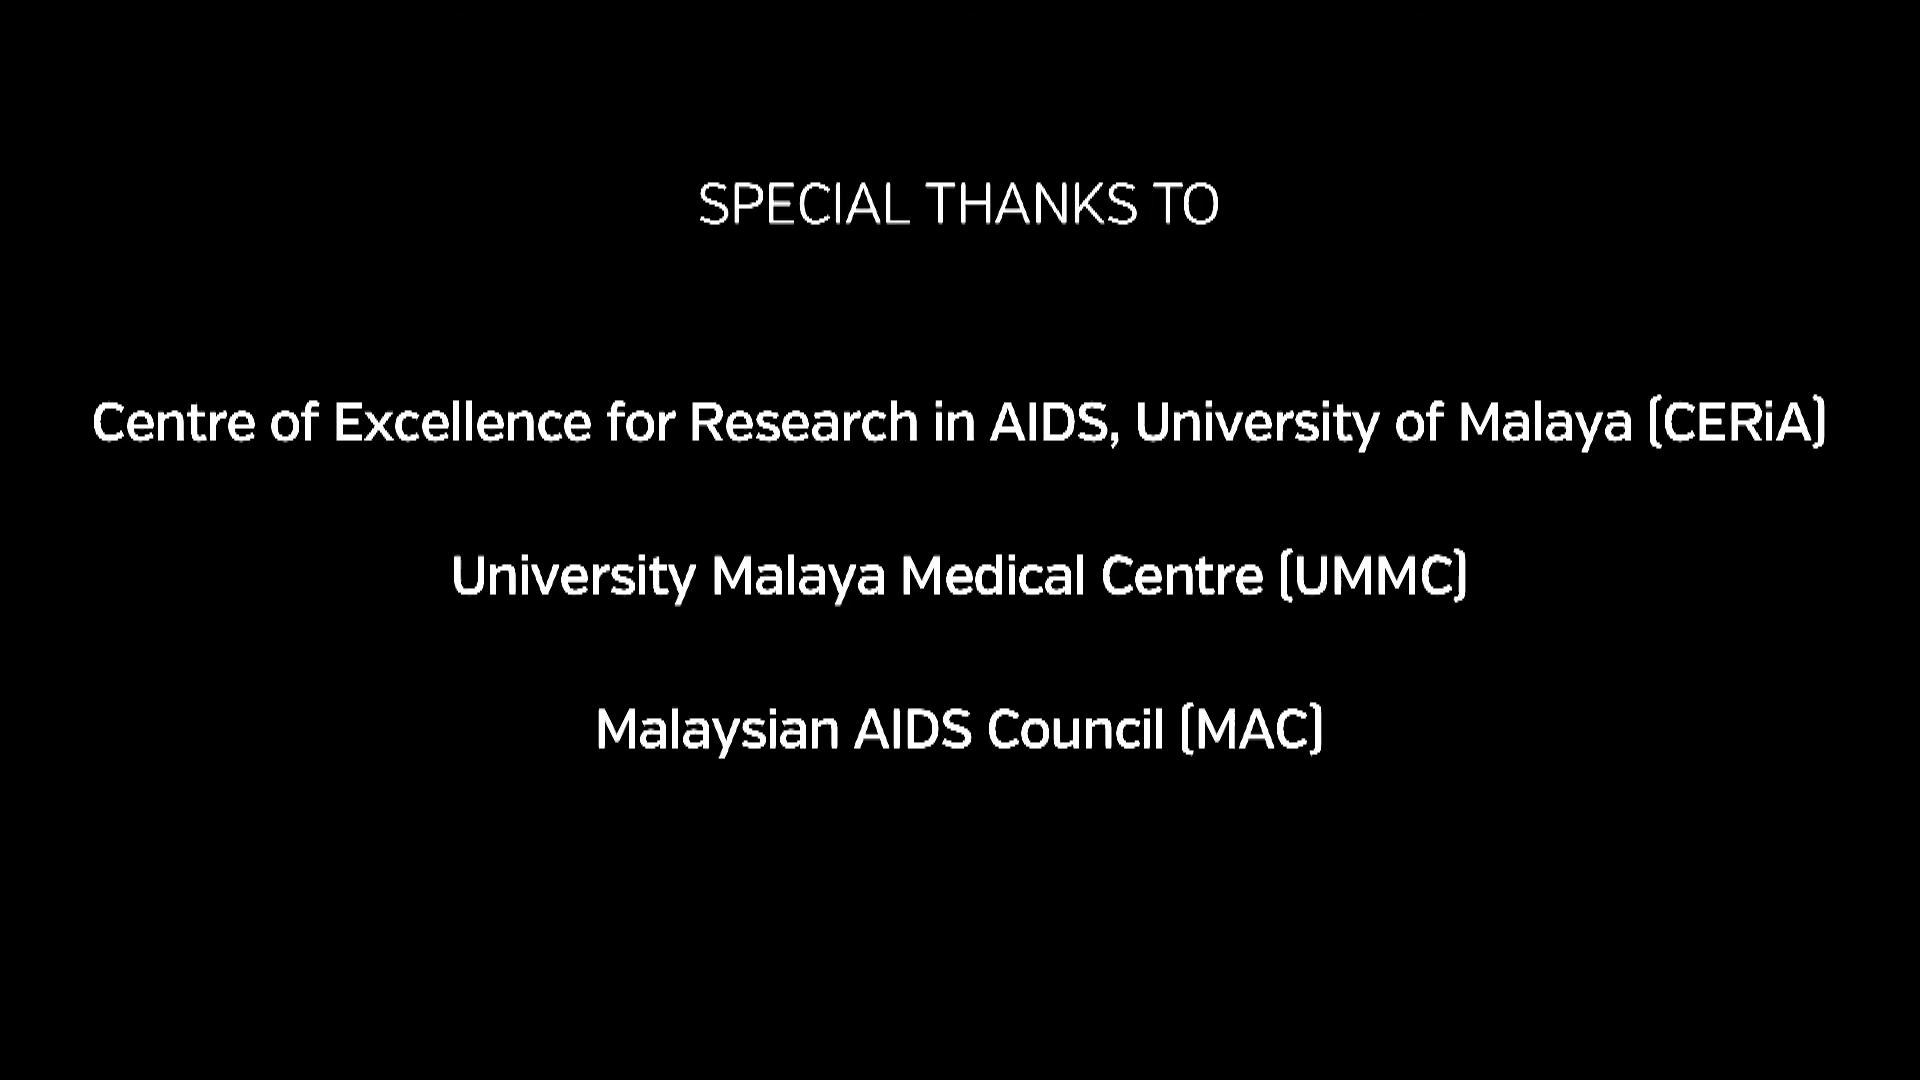 SPECIAL THANKS TO
Centre of Excellence for Research in AIDS, University of Malaya (CERiA)
University Malaya Medical Centre (UMMC)
Malaysian AIDS Council (MAC)